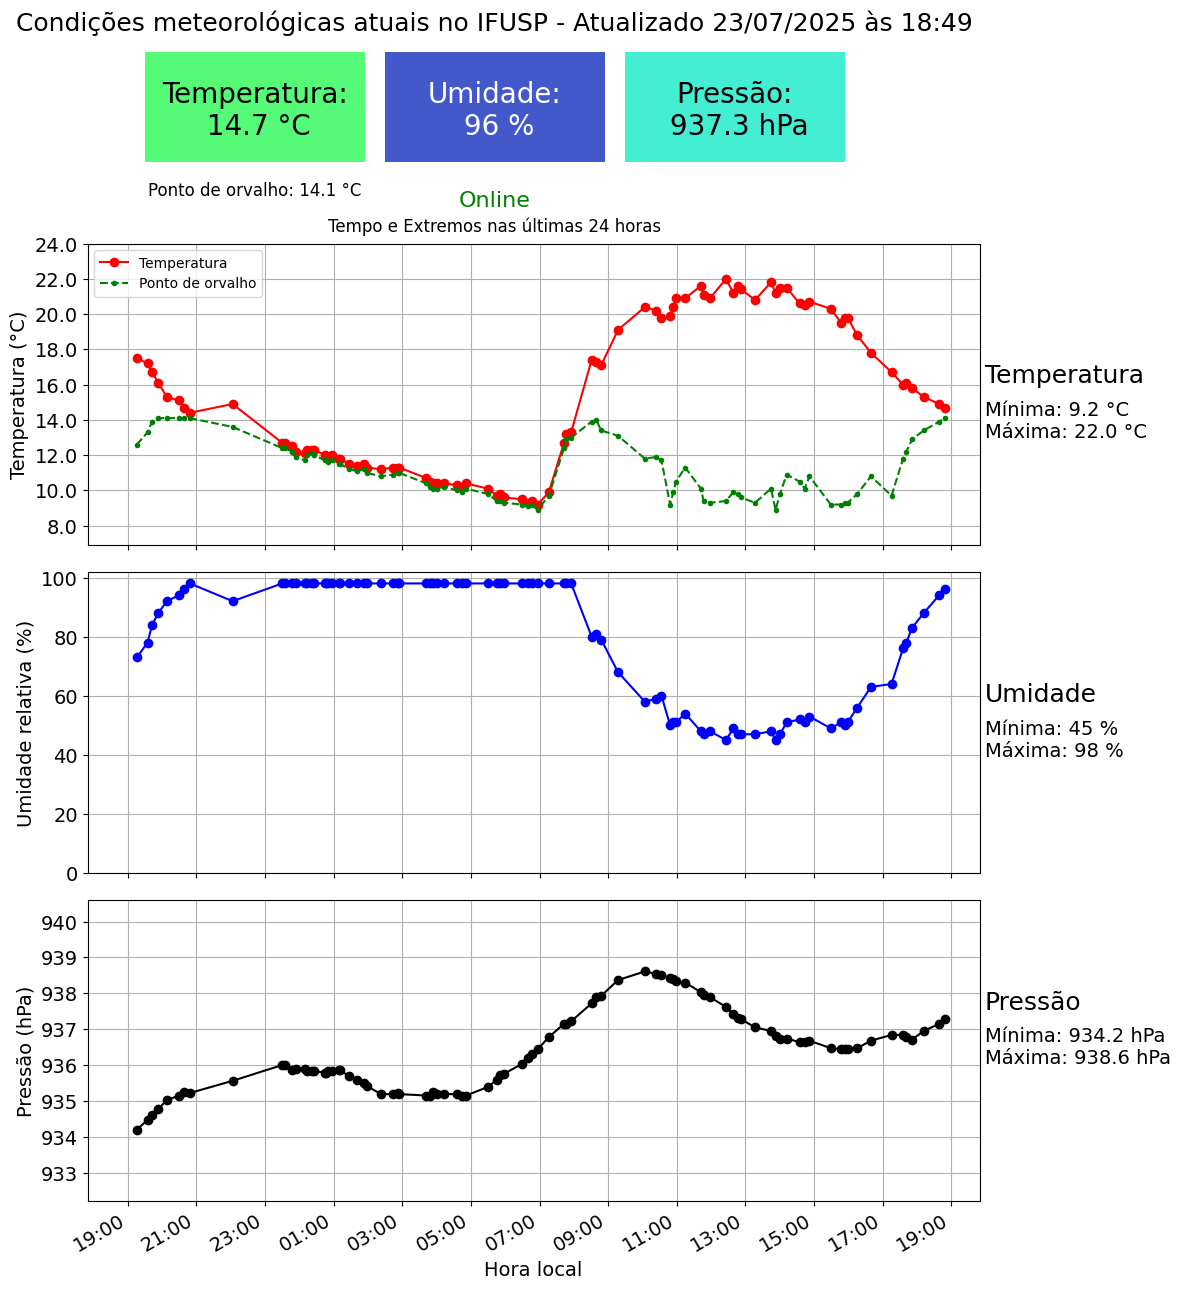 Condições meteorológicas atuais no IFUSP - Atualizado 23/07/2025 às 18:49
Temperatura:
14.7 °C
Umidade:
96 %
Pressão:
937.3 hPa
Ponto de orvalho: 14.1 °C
Online
Tempo e Extremos nas últimas 24 horas
Temperatura (°C)
24.0
22.0
20.0
18.0
16.0
14.0
12.0
10.0
8.0
Temperatura
Ponto de orvalho
Temperatura
Mínima: 9.2 °C
Máxima: 22.0 °C
Umidade relativa (%)
100
80
60
40
20
0
Umidade
Mínima: 45 %
Máxima: 98 %
Pressão (hPa)
940
939
938
937
936
935
934
933
Pressão
Mínima: 934.2 hPa
Máxima: 938.6 hPa
19:00 21:00 23:00 01:00 03:00 05:00 07:00 09:00 11:00 13:00 15:00 17:00 19:00
Hora local